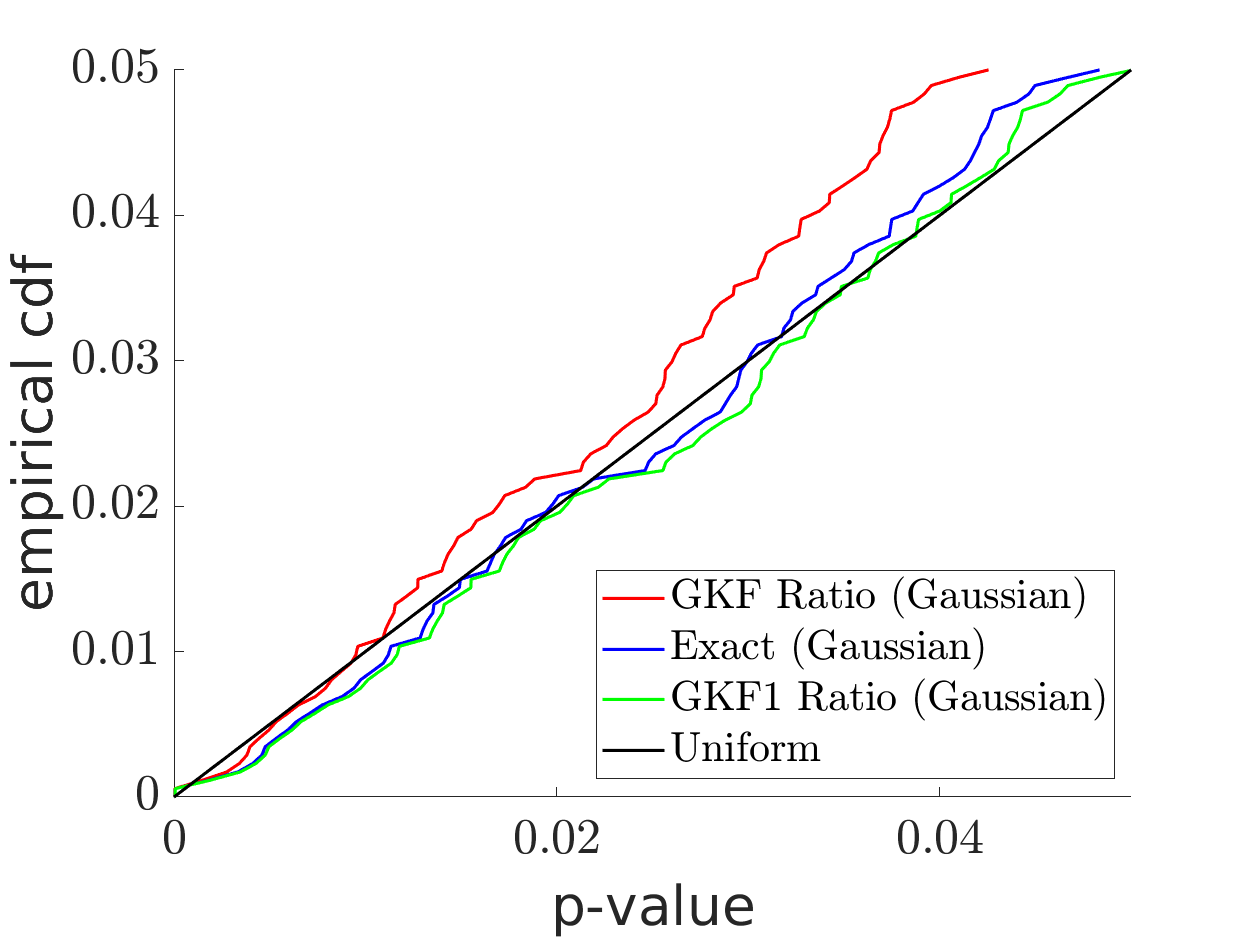 0.05
0.04
0.03
0.02
0.01
0
empirical cdf
GKF Ratio (Gaussian)
Exact (Gaussian)
GKF1 Ratio (Gaussian)
Uniform
0 0.02 0.04
p-value